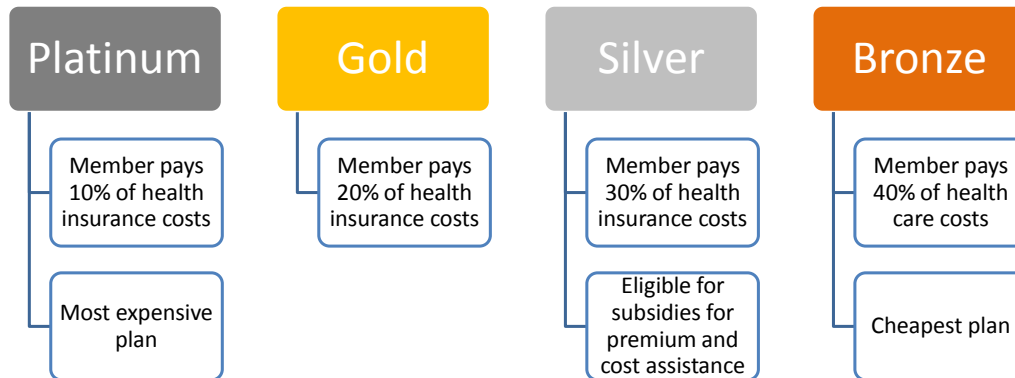 Platinum
Member pays
10% of health
insurance costs
Most expensive
plan
Gold
Member pays
20% of health
insurance costs
Silver
Member pays
30% of health
insurance costs
Eligible for
subsidies for
premium and
cost assistance
Bronze
Member pays
40% of health
care costs
Cheapest plan